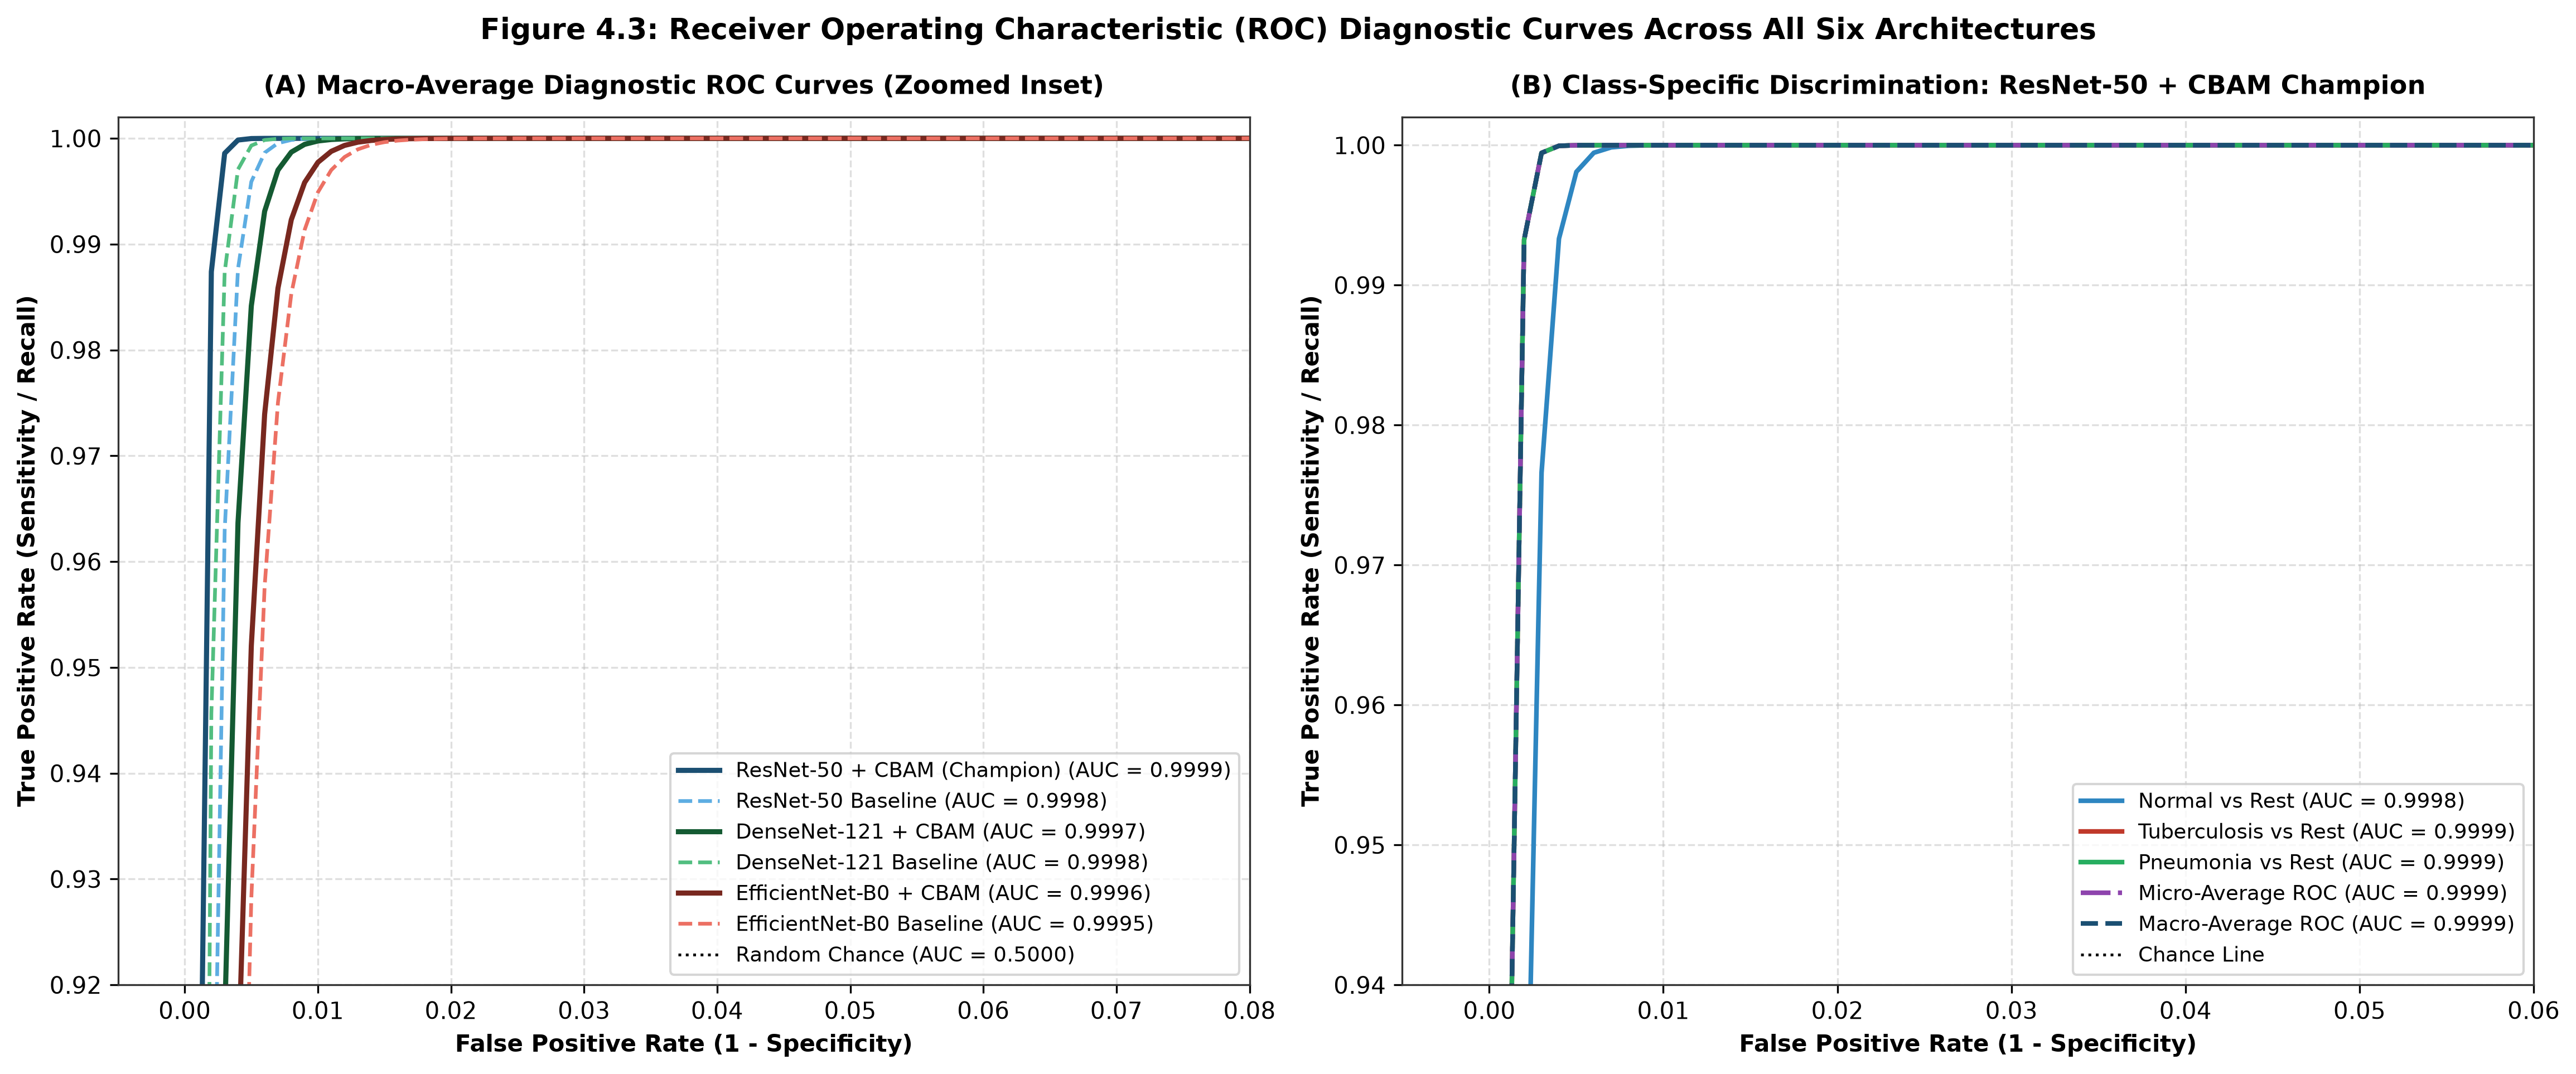 Figure 4.3: Receiver Operating Characteristic (ROC) Diagnostic Curves Across All Six Architectures
(A) Macro-Average Diagnostic ROC Curves (Zoomed Inset)
True Positive Rate (Sensitivity / Recall)
1.00
0.99
0.98
0.97
0.96
0.95
0.94
0.93
0.92
ResNet-50 + CBAM (Champion) (AUC = 0.9999)
ResNet-50 Baseline (AUC = 0.9998)
DenseNet-121 + CBAM (AUC = 0.9997)
DenseNet-121 Baseline (AUC = 0.9998)
EfficientNet-B0 + CBAM (AUC = 0.9996)
EfficientNet-B0 Baseline (AUC = 0.9995)
Random Chance (AUC = 0.5000)
0.00 0.01 0.02 0.03 0.04 0.05 0.06 0.07 0.08
False Positive Rate (1 - Specificity)
(B) Class-Specific Discrimination: ResNet-50 + CBAM Champion
True Positive Rate (Sensitivity / Recall)
1.00
0.99
0.98
0.97
0.96
0.95
0.94
Normal vs Rest (AUC = 0.9998)
Tuberculosis vs Rest (AUC = 0.9999)
Pneumonia vs Rest (AUC = 0.9999)
Micro-Average ROC (AUC = 0.9999)
Macro-Average ROC (AUC = 0.9999)
Chance Line
0.00 0.01 0.02 0.03 0.04 0.05 0.06
False Positive Rate (1 - Specificity)